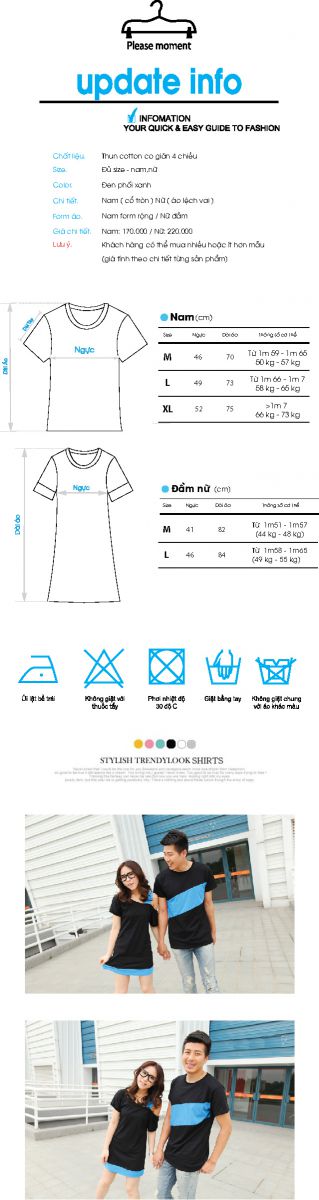 Please moment
update info
INFOMATION
YOUR QUICK & EASY GUIDE TO FASHION
Chất liệu: Thun cotton co giãn 4 chiều
Size. Đủ size - nam,nữ
Color. Đen phối xanh
Chi tiết. Nam ( cổ tròn ) Nữ ( áo lệch vai )
Form áo. Nam form rộng / Nữ đầm
Giá chi tiết. Nam: 170.000 / Nữ: 220.000
Lưu ý. Khách hàng có thể mua nhiều hoặc ít hơn mẫu
(giá tính theo chi tiết từng sản phẩm)
Nam(cm)
Size Ngực Dài áo thông số cơ thể
M 46 70 Từ 1m 59 - 1m 65
50 kg - 57 kg
L 49 73 Từ 1m 66 - 1m 7
58 kg - 65 kg
XL 52 75 >1m 7
66 kg - 73 kg
Ngực
Dài áo
Đầm nữ (cm)
Size Ngực Dài áo thông số cơ thể
M 41 82 Từ 1m51 - 1m57
(44 kg - 48 kg)
L 46 84 Từ 1m58 - 1m65
(49 kg - 55 kg)
Ngực
Dài áo
Ủi lật bề trái
Không giặt với
thuốc tẩy
Phơi nhiệt độ
30 độ C
Giặt bằng tay
Không giặt chung
với áo khác màu
STYLISH TRENDYLOOK SHIRTS